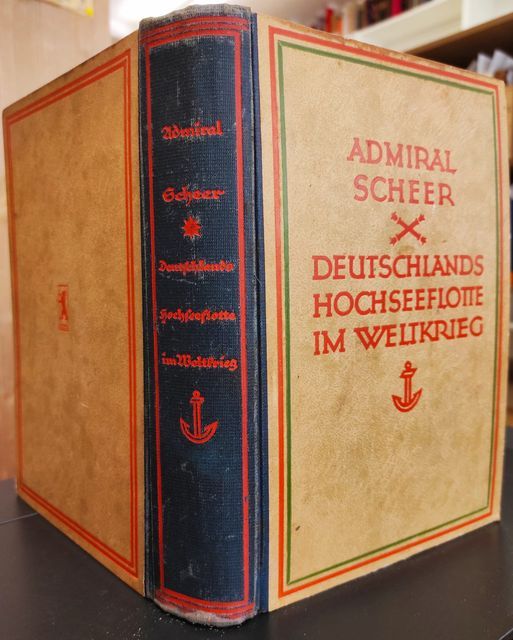 Admiral
Scheer
Deutschlands
Hochseeflotte
im Weltkrieg
ADMIRAL
SCHEER
DEUTSCHLANDS
HOCHSEEFLOTTE
IM WELTKRIEG